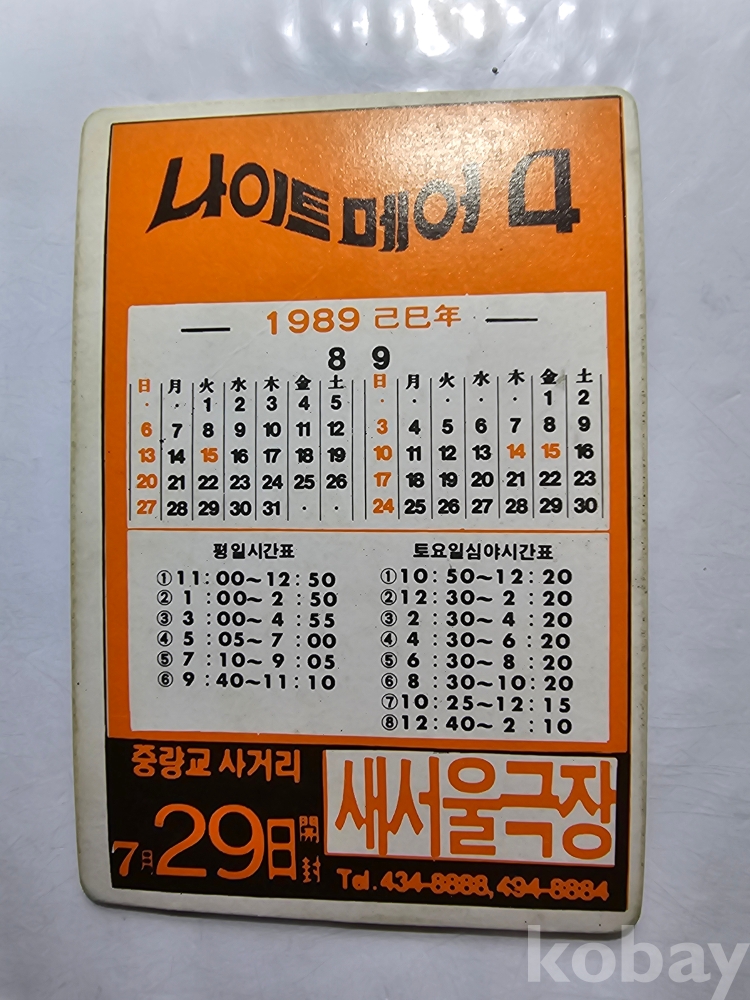 나이트메어 4
— 1989 己巳年 —
8 9
日 月 火 水 木 金 土 日 月 火 水 木 金 土
· · 1 2 3 4 5 · · · · · 1 2
6 7 8 9 10 11 12 3 4 5 6 7 8 9
13 14 15 16 17 18 19 10 11 12 13 14 15 16
20 21 22 23 24 25 26 17 18 19 20 21 22 23
27 28 29 30 31 · · 24 25 26 27 28 29 30
평일시간표
①11:00~12:50
② 1:00~ 2:50
③ 3:00~ 4:55
④ 5:05~ 7:00
⑤ 7:10~ 9:05
⑥ 9:40~11:10
토요일심야시간표
①10:50~12:20
②12:30~ 2:20
③ 2:30~ 4:20
④ 4:30~ 6:20
⑤ 6:30~ 8:20
⑥ 8:30~10:20
⑦10:25~12:15
⑧12:40~ 2:10
중랑교 사거리
7月 29日 開封
새서울극장
Tel. 434-8888, 494-8884
kobay